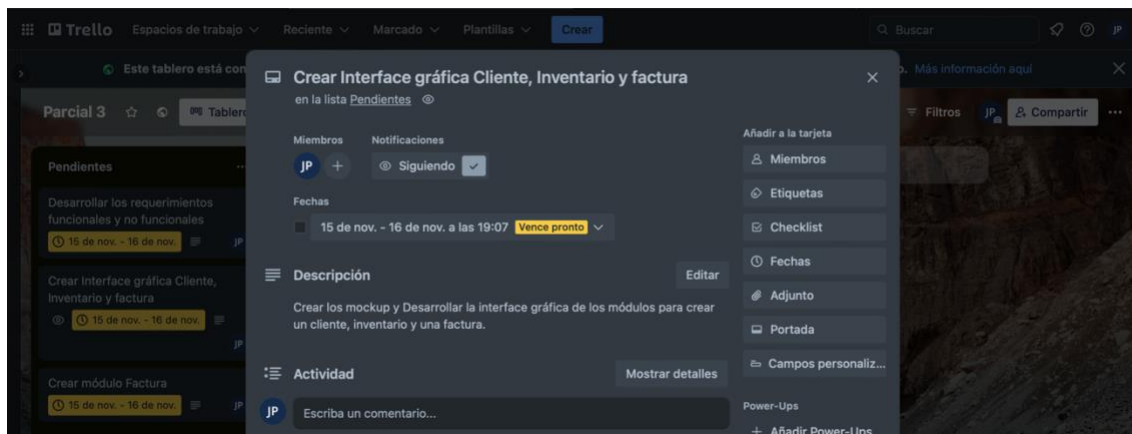 Trello
Espacios de trabajo
Reciente
Marcado
Plantillas
Crear
Buscar
JP
Este tablero está con
o. Más información aquí
Parcial 3
Tablero
Filtros
JP
Compartir
Pendientes
Desarrollar los requerimientos
funcionales y no funcionales
15 de nov. - 16 de nov.
JP
Crear Interface gráfica Cliente,
Inventario y factura
15 de nov. - 16 de nov.
JP
Crear módulo Factura
15 de nov. - 16 de nov.
JP
Crear Interface gráfica Cliente, Inventario y factura
en la lista Pendientes
Miembros
Notificaciones
JP
Siguiendo
Fechas
15 de nov. - 16 de nov. a las 19:07 Vence pronto
Descripción
Editar
Crear los mockup y Desarrollar la interface gráfica de los módulos para crear
un cliente, inventario y una factura.
Actividad
Mostrar detalles
JP
Escriba un comentario...
Añadir a la tarjeta
Miembros
Etiquetas
Checklist
Fechas
Adjunto
Portada
Campos personaliz...
Power-Ups
+ Añadir Power-Ups